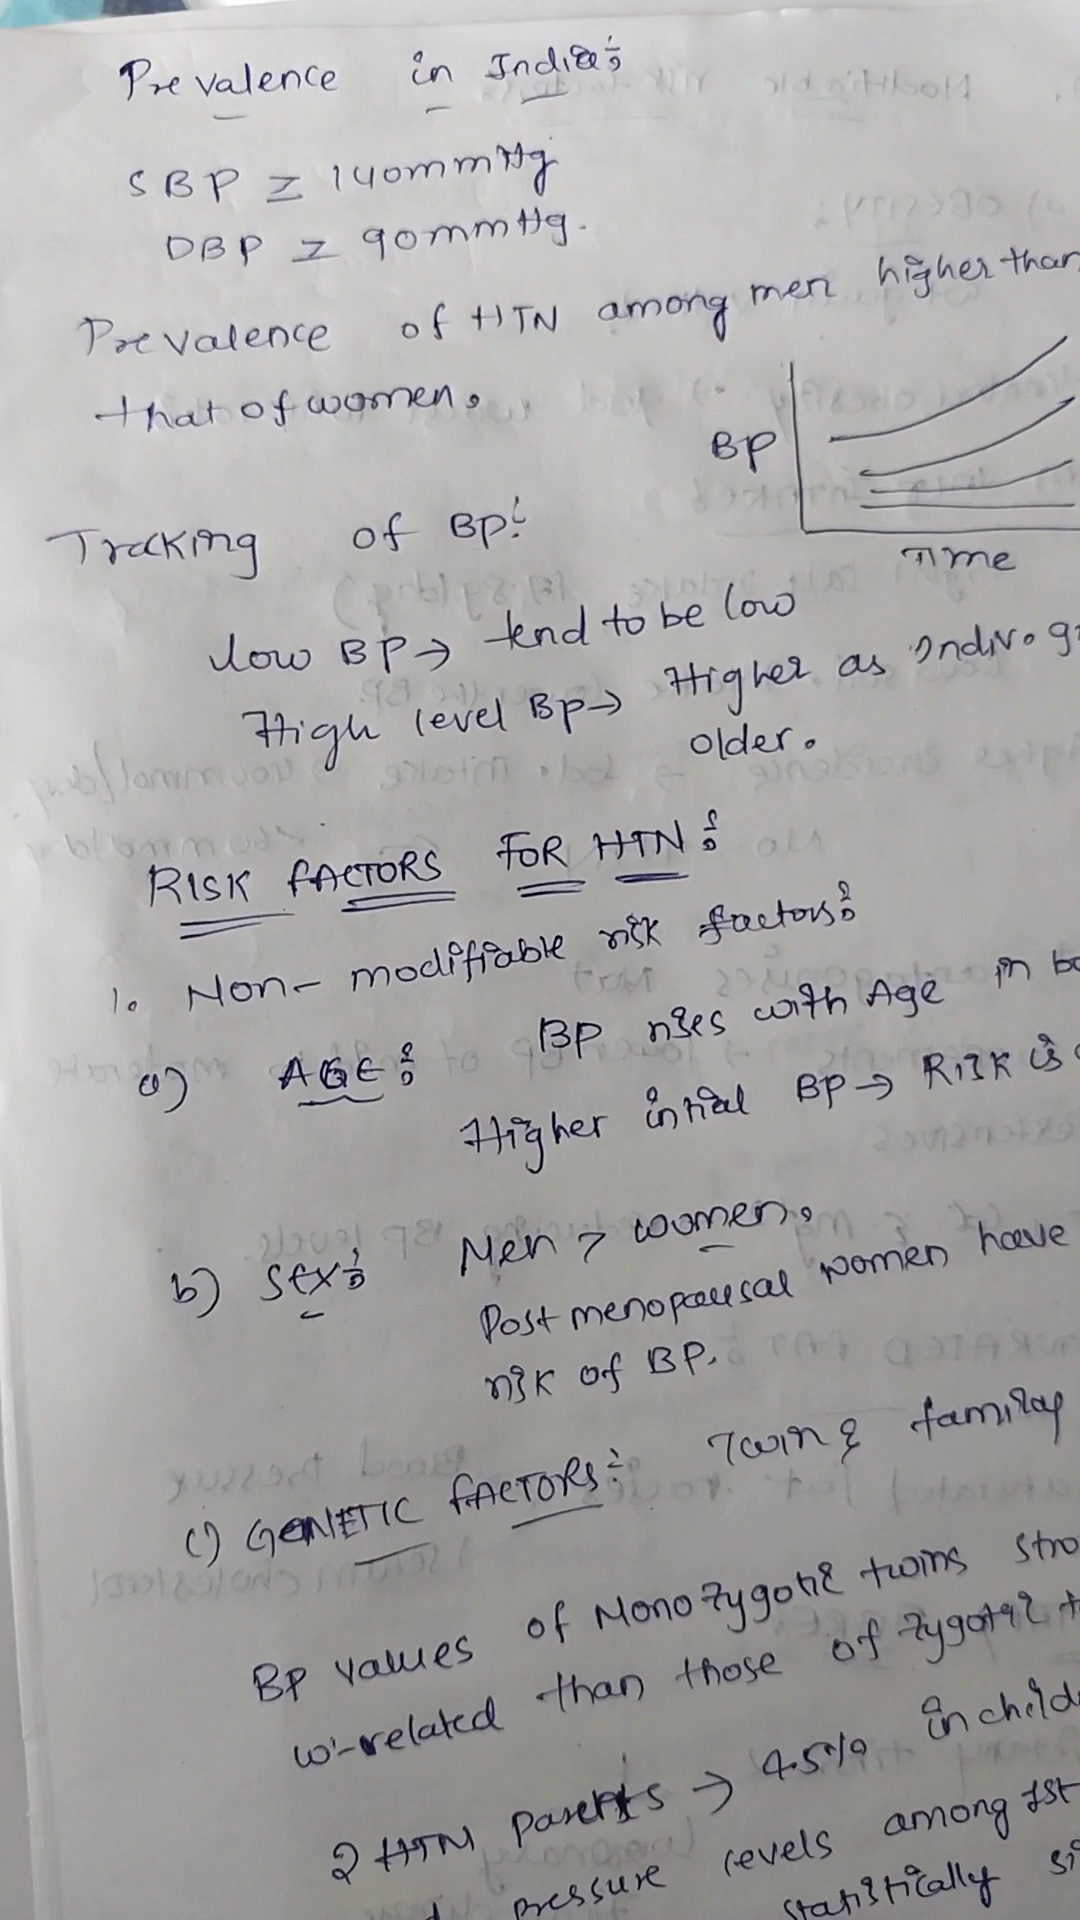 Prevalence in India:
SBP ≥ 140mmHg
DBP ≥ 90mmHg.
Prevalence of HTN among men higher than
that of women.
BP
Time
Tracking of BP:
low BP → tend to be low
High level BP → Higher as Indiv.
older.
RISK FACTORS FOR HTN:
1. Non-modifiable risk factors:
a) AGE: BP rises with Age in
Higher initial BP → Risk is
b) Sex: Men > women.
Post menopausal women have
risk of BP.
c) GENETIC FACTORS: Twin & family
BP values of Monozygotic twins
than those of zygotic
2 HTN parents → 45% in
pressure levels among 1st
statistically